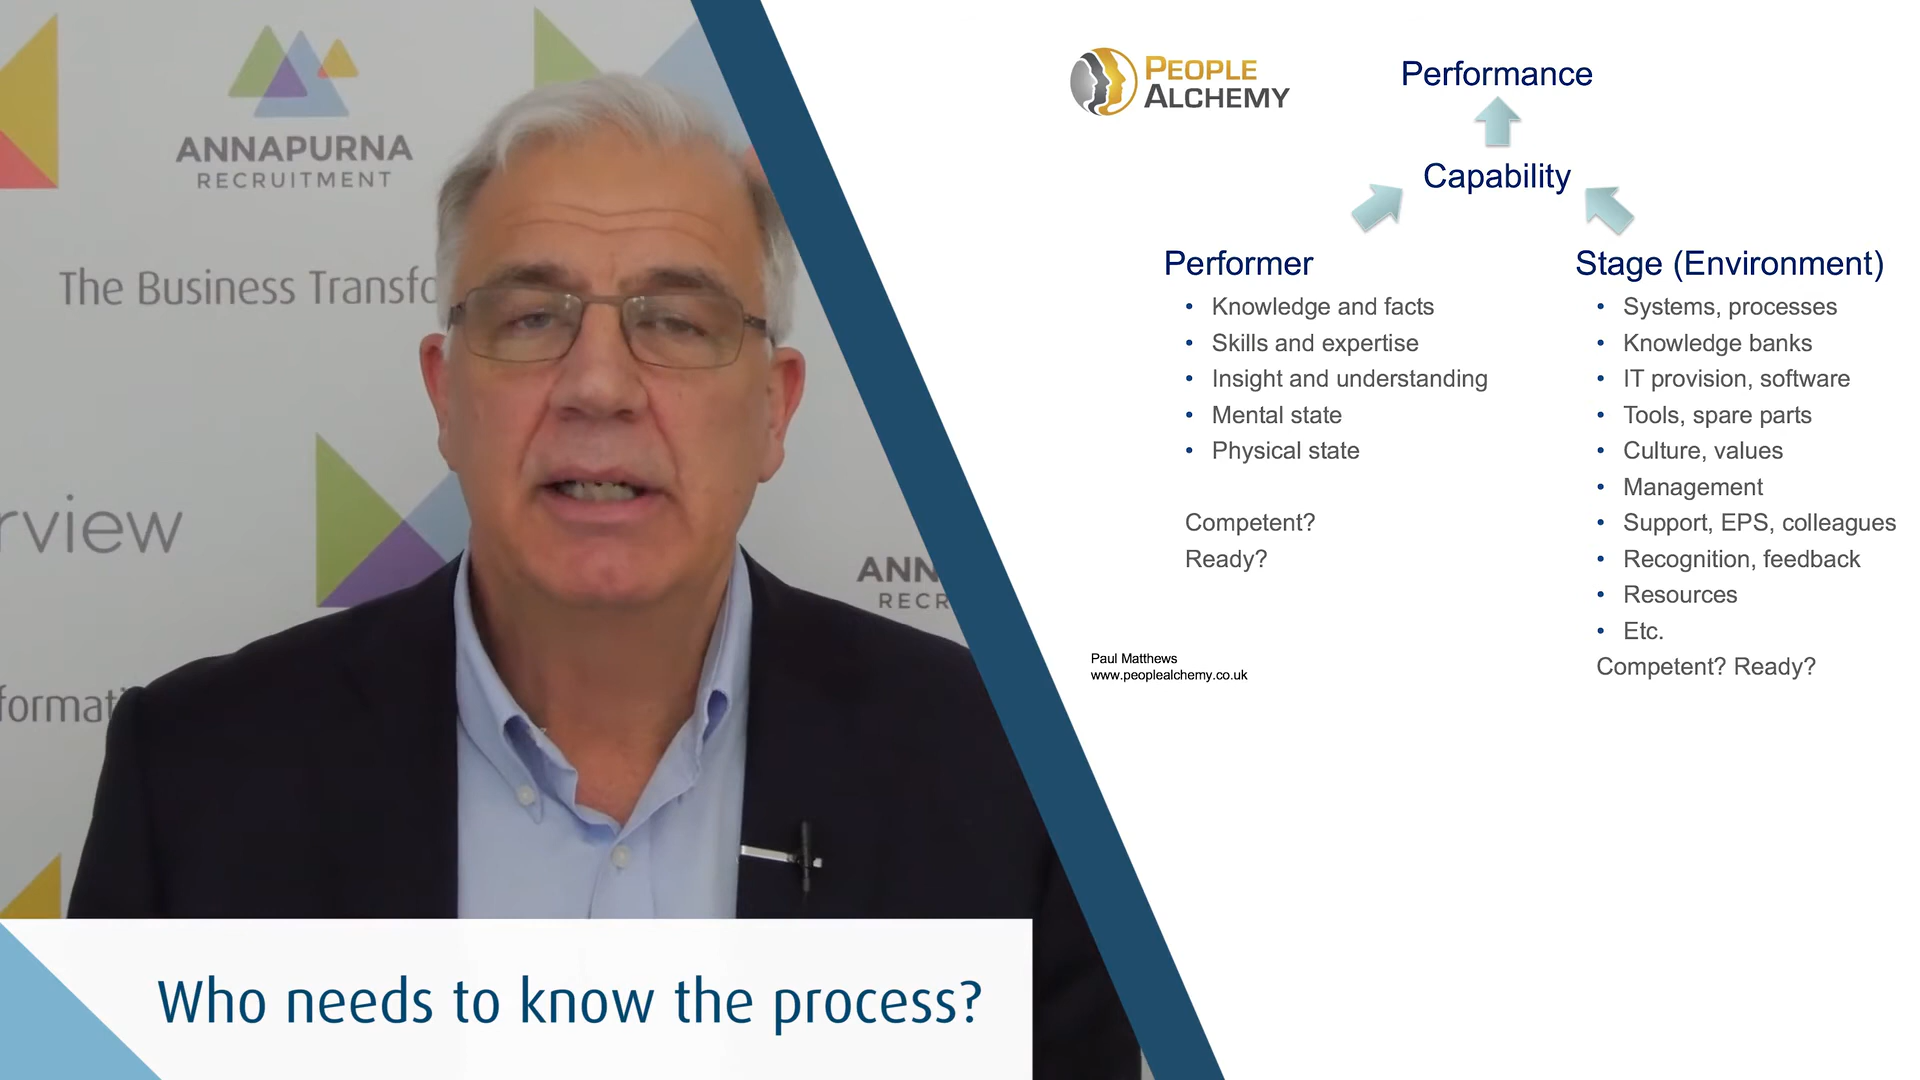 ANNAPURNA
RECRUITMENT
The Business Transfo
rview
ANN
RECR
formati
Who needs to know the process?
PEOPLE
ALCHEMY
Performance
Capability
Performer
• Knowledge and facts
• Skills and expertise
• Insight and understanding
• Mental state
• Physical state
Competent?
Ready?
Stage (Environment)
• Systems, processes
• Knowledge banks
• IT provision, software
• Tools, spare parts
• Culture, values
• Management
• Support, EPS, colleagues
• Recognition, feedback
• Resources
• Etc.
Competent? Ready?
Paul Matthews
www.peoplealchemy.co.uk